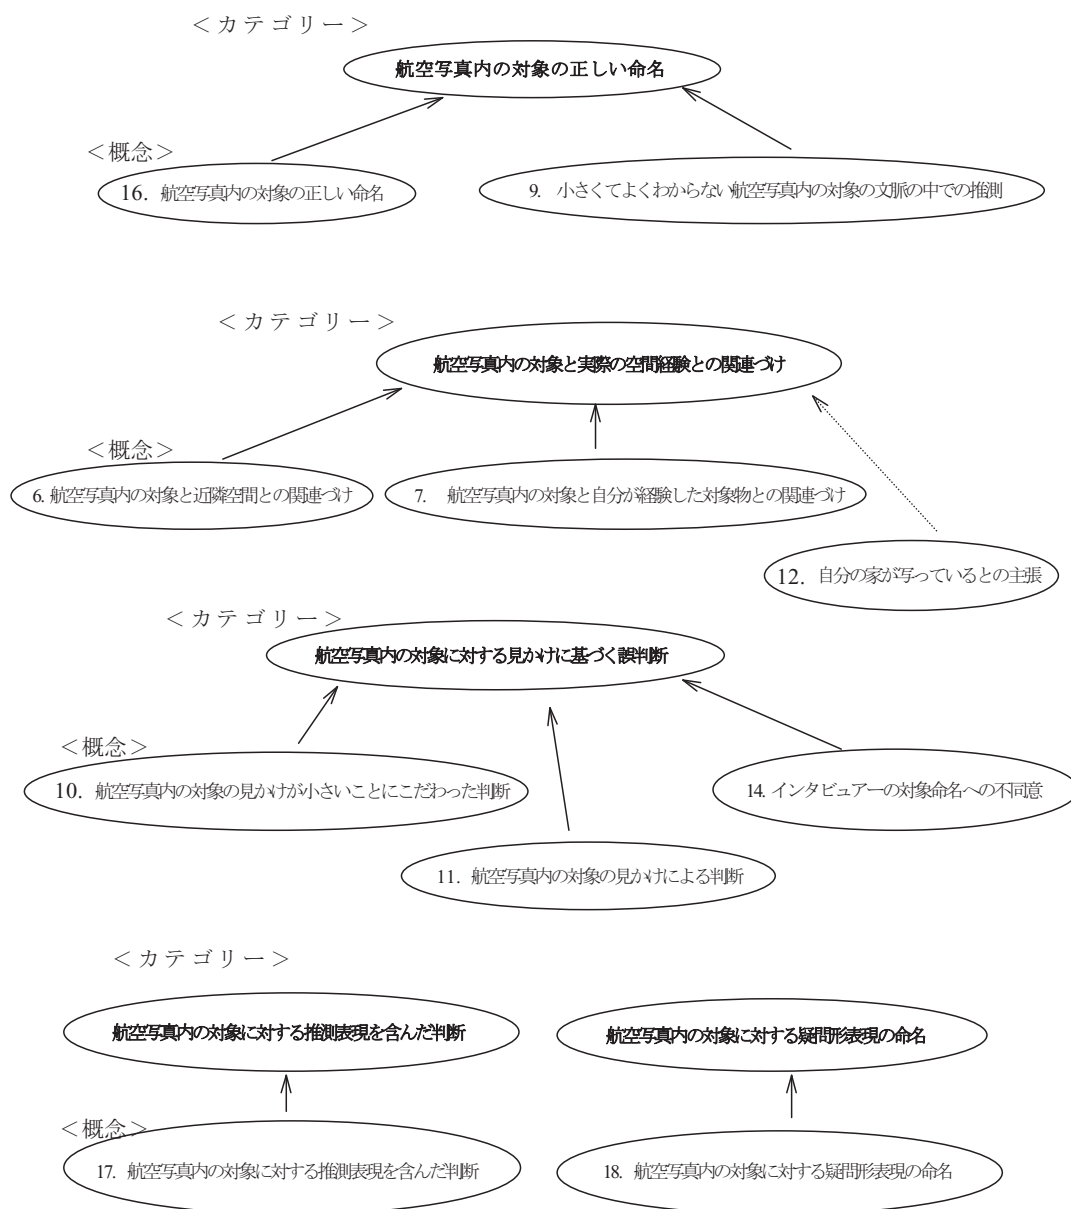 ＜カテゴリー＞
航空写真内の対象の正しい命名
＜概念＞
16. 航空写真内の対象の正しい命名
9. 小さくてよくわからない航空写真内の対象の文脈の中での推測
＜カテゴリー＞
航空写真内の対象と実際の空間経験との関連づけ
＜概念＞
6. 航空写真内の対象と近隣空間との関連づけ
7. 航空写真内の対象と自分が経験した対象物との関連づけ
12. 自分の家が写っているとの主張
＜カテゴリー＞
航空写真内の対象に対する見かけに基づく誤判断
＜概念＞
10. 航空写真内の対象の見かけが小さいことにこだわった判断
14. インタビュアーの対象命名への不同意
11. 航空写真内の対象の見かけによる判断
＜カテゴリー＞
航空写真内の対象に対する推測表現を含んだ判断
航空写真内の対象に対する疑問形表現の命名
＜概念＞
17. 航空写真内の対象に対する推測表現を含んだ判断
18. 航空写真内の対象に対する疑問形表現の命名